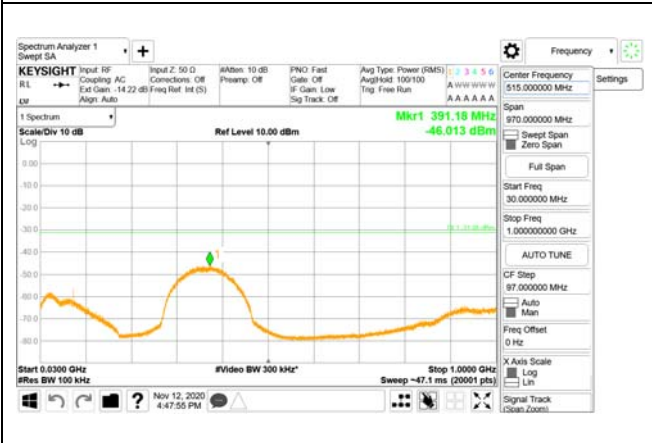 Spectrum Analyzer 1
Swept SA
Frequency
KEYSIGHT
Input: RF
Coupling: AC
Ext Gain: -14.22 dB
Align: Auto
Input Z: 50 Ω
Corrections: Off
Freq Ref: Int (S)
#Atten: 10 dB
Preamp: Off
PNO: Fast
Gate: Off
IF Gain: Low
Sig Track: Off
Avg Type: Power (RMS)
Avg|Hold: 100/100
Trig: Free Run
1 2 3 4 5 6
A W W W W W
A A A A A A
RL
1 Spectrum
Mkr1 391.18 MHz
Scale/Div 10 dB
Ref Level 10.00 dBm
-46.013 dBm
Log
0.00
-10.0
-20.0
-30.0
-40.0
-50.0
-60.0
-70.0
-80.0
1
Start 0.0300 GHz
#Video BW 300 kHz*
Stop 1.0000 GHz
#Res BW 100 kHz
Sweep ~47.1 ms (20001 pts)
?
Nov 12, 2020
4:47:55 PM
Center Frequency
515.000000 MHz
Settings
Span
970.000000 MHz
Swept Span
Zero Span
Full Span
Start Freq
30.000000 MHz
Stop Freq
1.000000000 GHz
AUTO TUNE
CF Step
97.000000 MHz
Auto
Man
Freq Offset
0 Hz
X Axis Scale
Log
Lin
Signal Track
(Span Zoom)